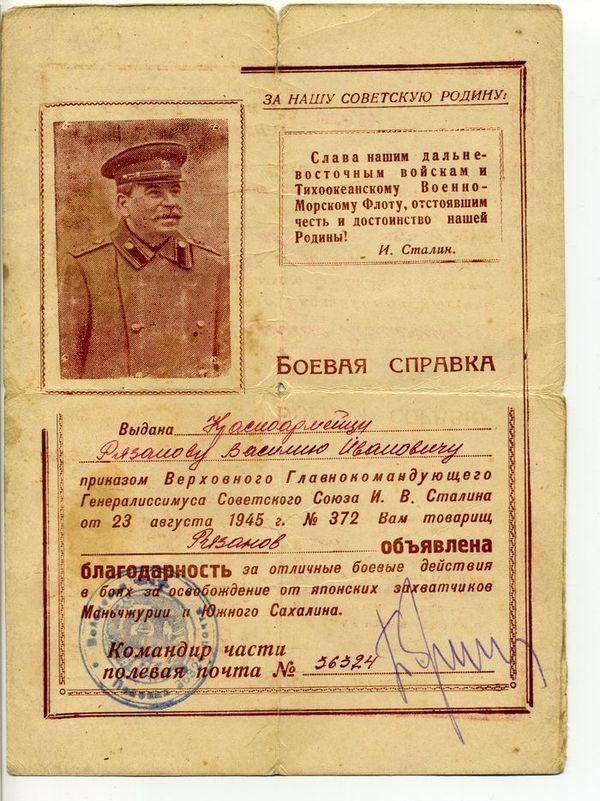 ЗА НАШУ СОВЕТСКУЮ РОДИНУ!
Слава нашим дальне-
восточным войскам и
Тихоокеанскому Военно-
Морскому Флоту, отстоявшим
честь и достоинство нашей
Родины!
И. Сталин.
БОЕВАЯ СПРАВКА
Выдана Красноармейцу
Рязанову Василию Ивановичу
приказом Верховного Главнокомандующего
Генералиссимуса Советского Союза И. В. Сталина
от 23 августа 1945 г. № 372 Вам товарищ
Рязанов объявлена
благодарность за отличные боевые действия
в боях за освобождение от японских захватчиков
Маньчжурии и Южного Сахалина.
Командир части
полевая почта № 36324